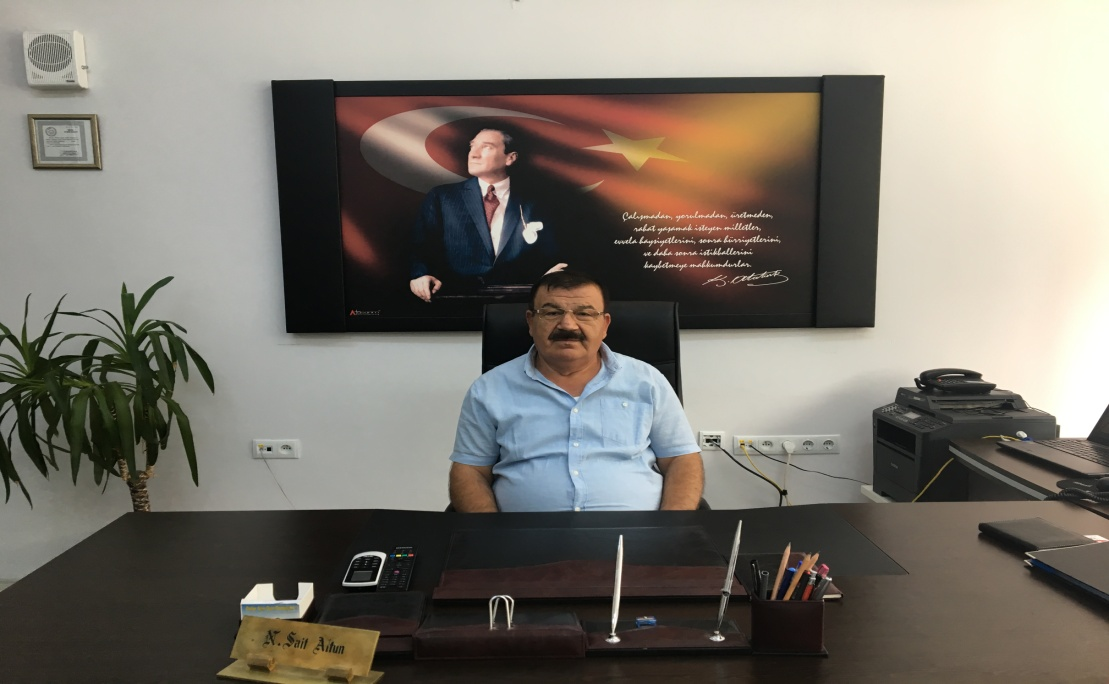 Çalışmadan, yorulmadan, üretmeden,
rahat yaşamak isteyen milletler,
evvela haysiyetlerini, sonra hürriyetlerini,
ve daha sonra istikballerini
kaybetmeye mahkumdurlar.
K. Atatürk
N. Sait Altun